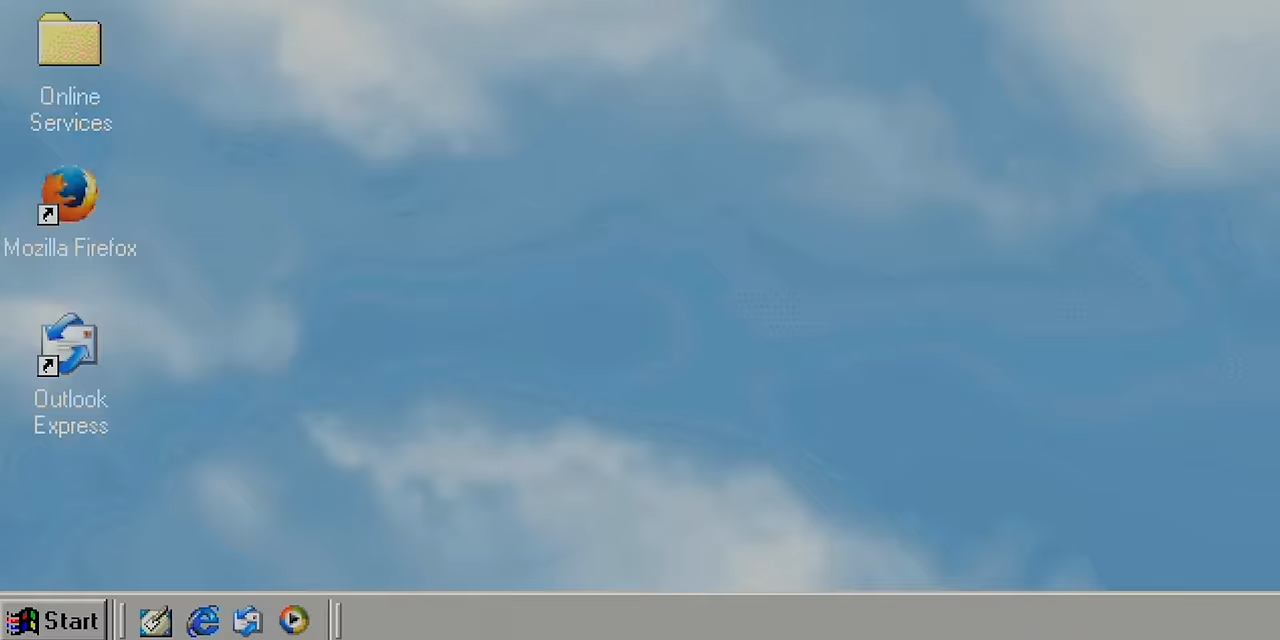 Online
Services
Mozilla Firefox
Outlook
Express
Start